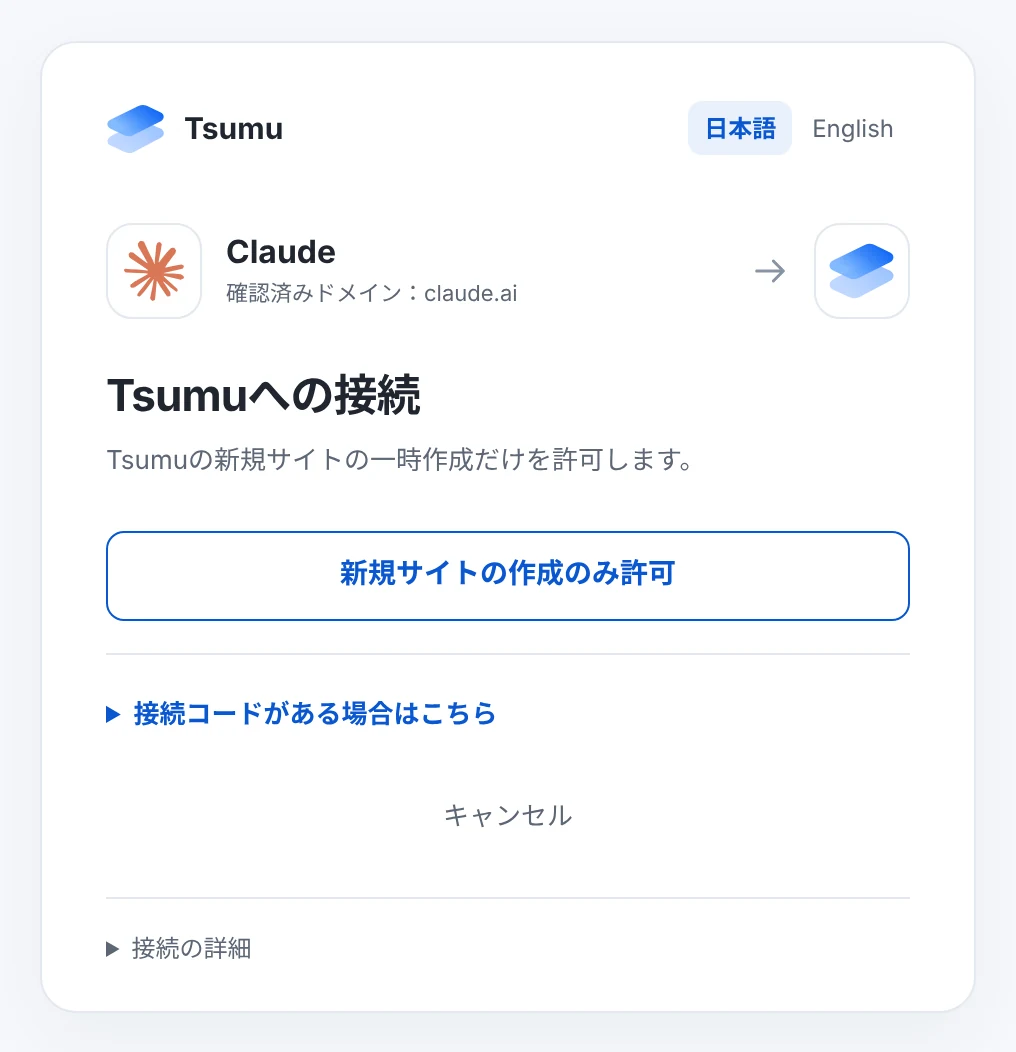 Tsumu
日本語
English
Claude
確認済みドメイン：claude.ai
Tsumuへの接続
Tsumuの新規サイトの一時作成だけを許可します。
新規サイトの作成のみ許可
接続コードがある場合はこちら
キャンセル
接続の詳細